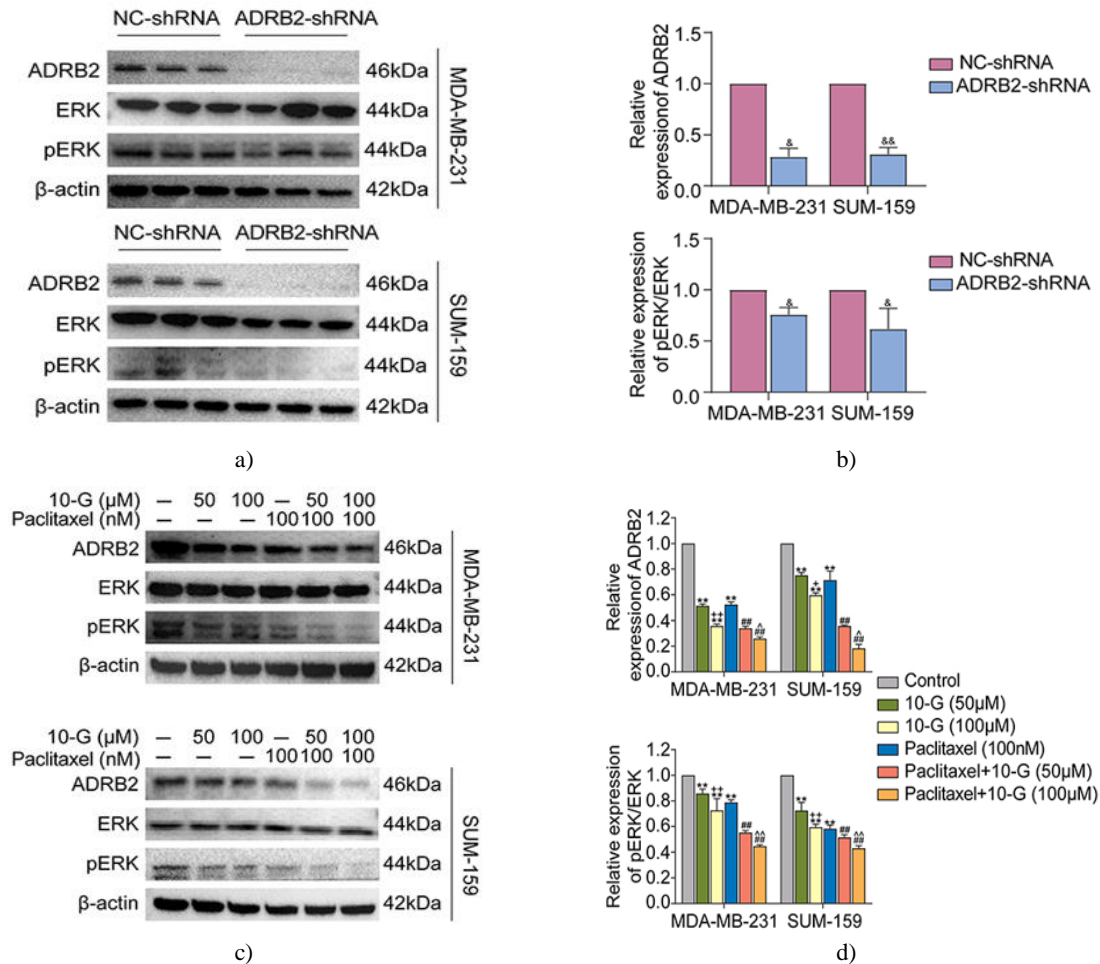 NC-shRNA ADRB2-shRNA
ADRB2 46kDa
ERK 44kDa
pERK 44kDa
β-actin 42kDa
MDA-MB-231
NC-shRNA ADRB2-shRNA
ADRB2 46kDa
ERK 44kDa
pERK 44kDa
β-actin 42kDa
SUM-159
a)
Relative
expressionof ADRB2
1.5
1.0
0.5
0.0
& &&
MDA-MB-231 SUM-159
NC-shRNA
ADRB2-shRNA
Relative expression
of pERK/ERK
1.5
1.0
0.5
0.0
& &
MDA-MB-231 SUM-159
NC-shRNA
ADRB2-shRNA
b)
10-G (μM) — 50 100 — 50 100
Paclitaxel (nM) — — — 100 100 100
ADRB2 46kDa
ERK 44kDa
pERK 44kDa
β-actin 42kDa
MDA-MB-231
10-G (μM) — 50 100 — 50 100
Paclitaxel (nM) — — — 100 100 100
ADRB2 46kDa
ERK 44kDa
pERK 44kDa
β-actin 42kDa
SUM-159
c)
Relative
expressionof ADRB2
1.2
1.0
0.8
0.6
0.4
0.2
0.0
** ++ ** ** ## ^ ## ** + ** ** ## ^ ##
MDA-MB-231 SUM-159
Relative expression
of pERK/ERK
1.2
1.0
0.8
0.6
0.4
0.2
0.0
** ++ ** ** ## ^^ ## ** ++ ** ** ## ^^ ##
MDA-MB-231 SUM-159
Control
10-G (50μM)
10-G (100μM)
Paclitaxel (100nM)
Paclitaxel+10-G (50μM)
Paclitaxel+10-G (100μM)
d)